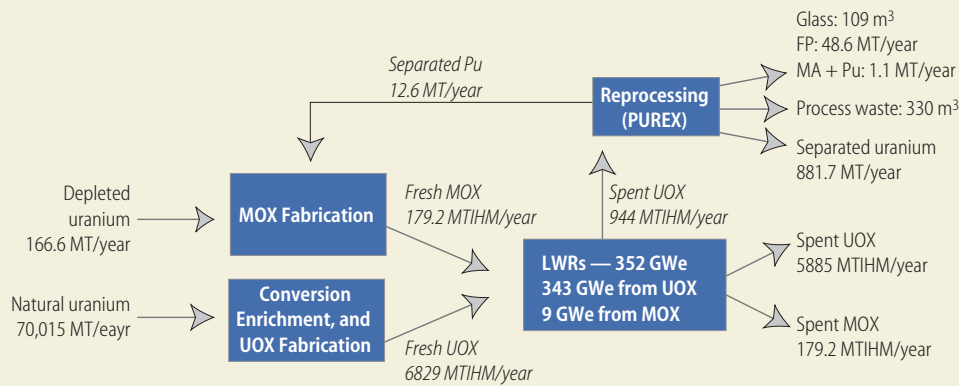 Glass: 109 m³
FP: 48.6 MT/year
MA + Pu: 1.1 MT/year
Separated Pu
12.6 MT/year
Reprocessing
(PUREX)
Process waste: 330 m³
Separated uranium
881.7 MT/year
Depleted
uranium
166.6 MT/year
MOX Fabrication
Fresh MOX
179.2 MTIHM/year
Spent UOX
944 MTIHM/year
LWRs — 352 GWe
343 GWe from UOX
9 GWe from MOX
Spent UOX
5885 MTIHM/year
Natural uranium
70,015 MT/eayr
Conversion
Enrichment, and
UOX Fabrication
Fresh UOX
6829 MTIHM/year
Spent MOX
179.2 MTIHM/year